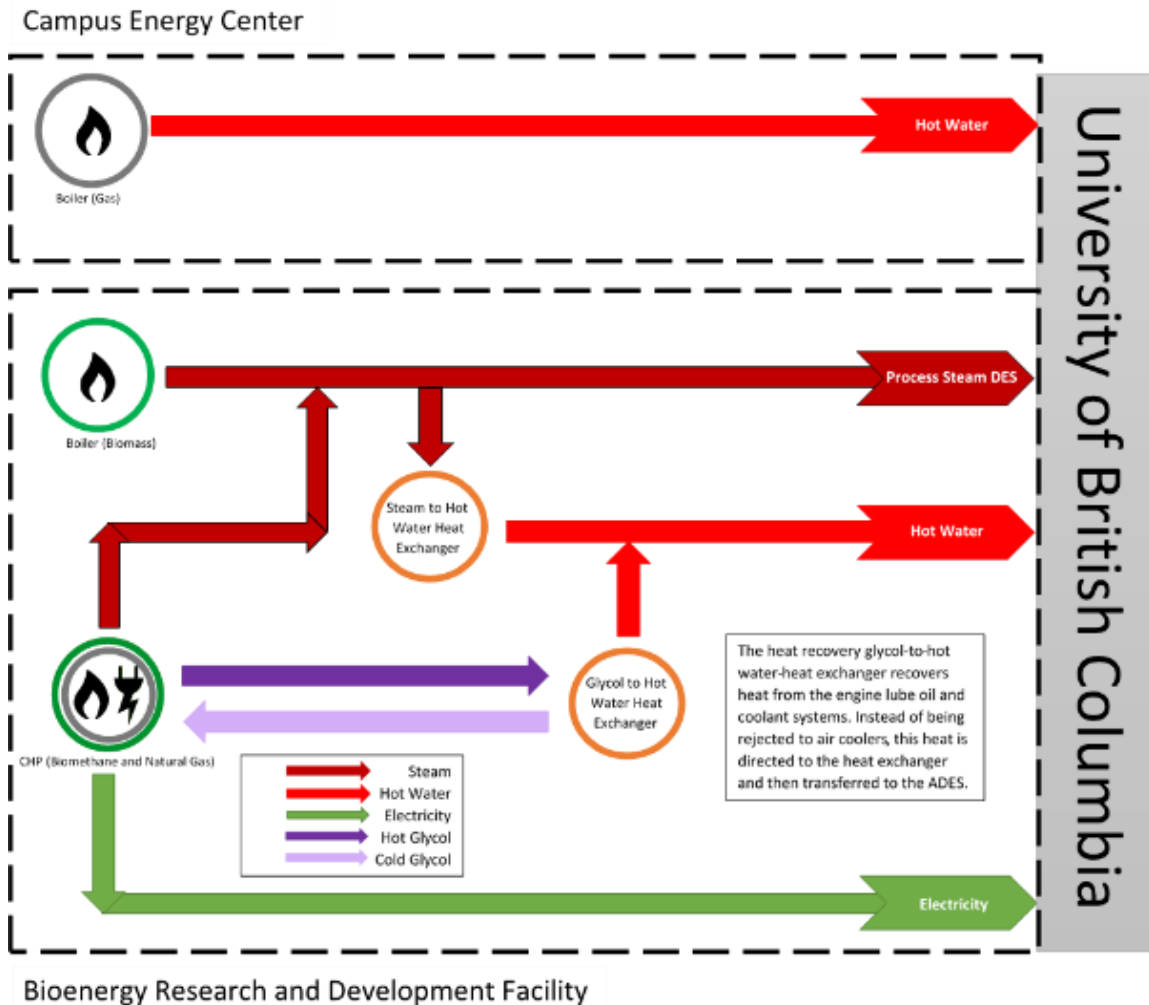 Campus Energy Center
Hot Water
Boiler (Gas)
Process Steam DES
Boiler (Biomass)
Steam to Hot
Water Heat
Exchanger
Hot Water
The heat recovery glycol-to-hot
water-heat exchanger recovers
heat from the engine lube oil and
coolant systems. Instead of being
rejected to air coolers, this heat is
directed to the heat exchanger
and then transferred to the ADES.
Glycol to Hot
Water Heat
Exchanger
CHP (Biomethane and Natural Gas)
Steam
Hot Water
Electricity
Hot Glycol
Cold Glycol
Electricity
University of British Columbia
Bioenergy Research and Development Facility